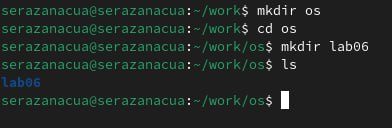 serazanacua@serazanacua:~/work$ mkdir os
serazanacua@serazanacua:~/work$ cd os
serazanacua@serazanacua:~/work/os$ mkdir lab06
serazanacua@serazanacua:~/work/os$ ls
lab06
serazanacua@serazanacua:~/work/os$